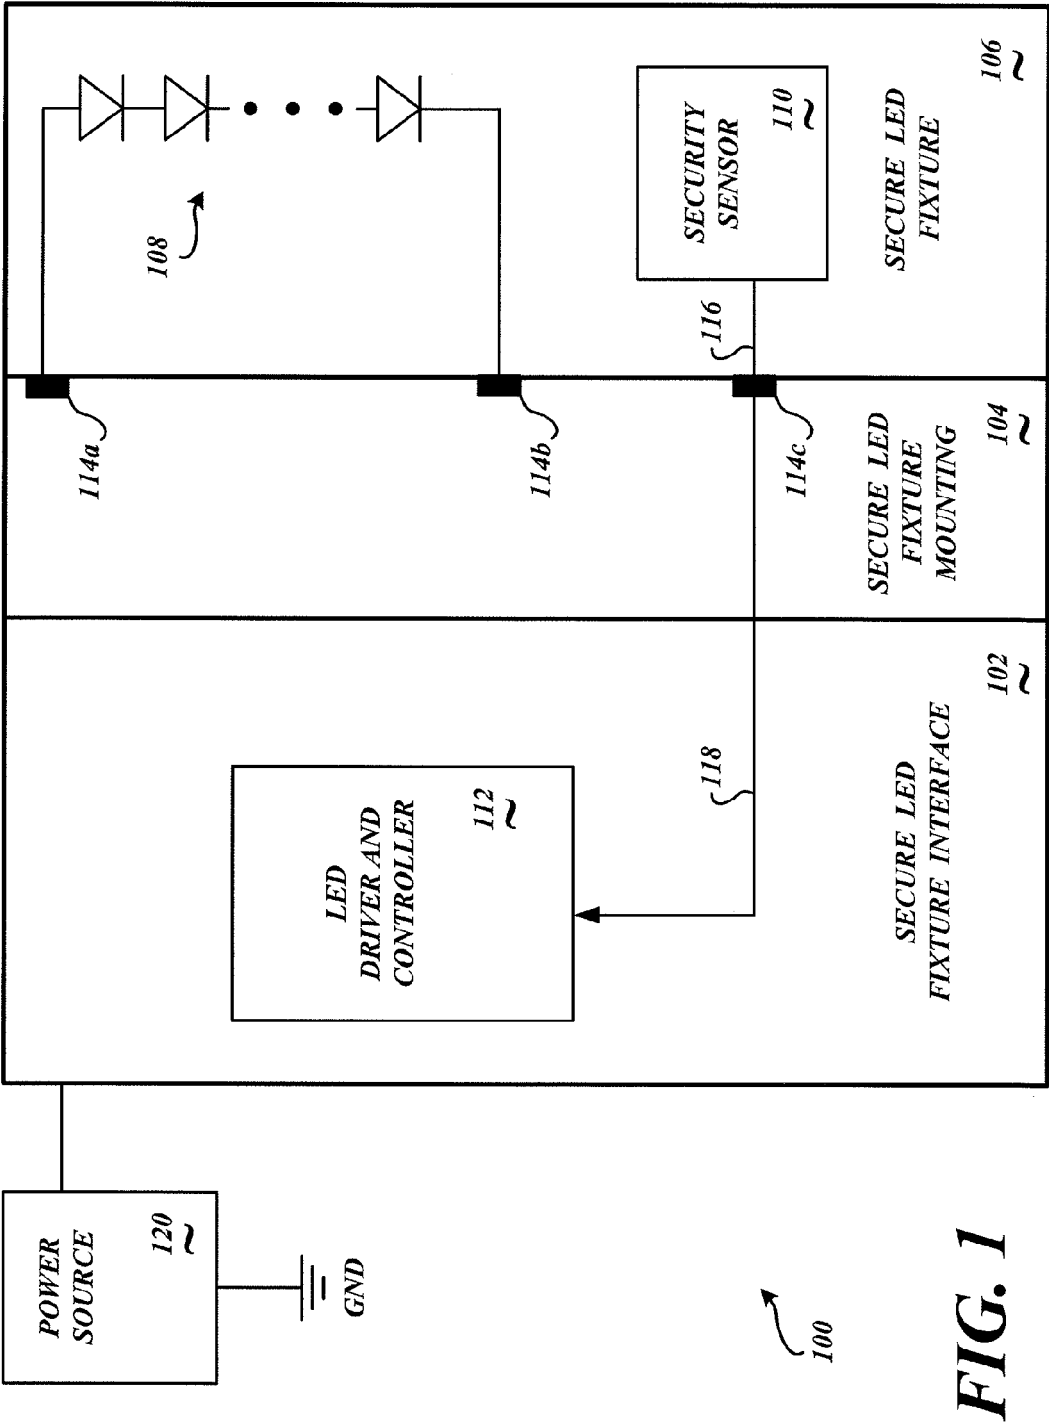 POWER
SOURCE
120
GND
100
LED
DRIVER AND
CONTROLLER
112
118
SECURE LED
FIXTURE INTERFACE
102
114a
114b
114c
SECURE LED
FIXTURE
MOUNTING
104
108
116
SECURITY
SENSOR
110
SECURE LED
FIXTURE
106
FIG. 1